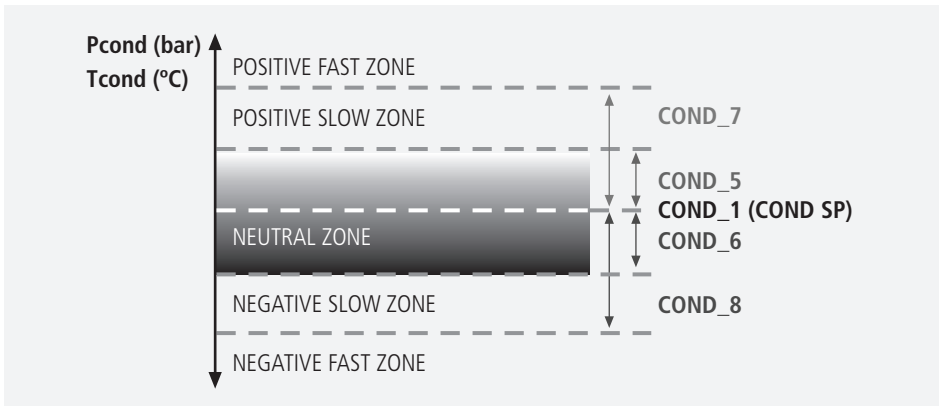 Pcond (bar)
Tcond (ºC)
POSITIVE FAST ZONE
POSITIVE SLOW ZONE
COND_7
COND_5
COND_1 (COND SP)
NEUTRAL ZONE
COND_6
NEGATIVE SLOW ZONE
COND_8
NEGATIVE FAST ZONE